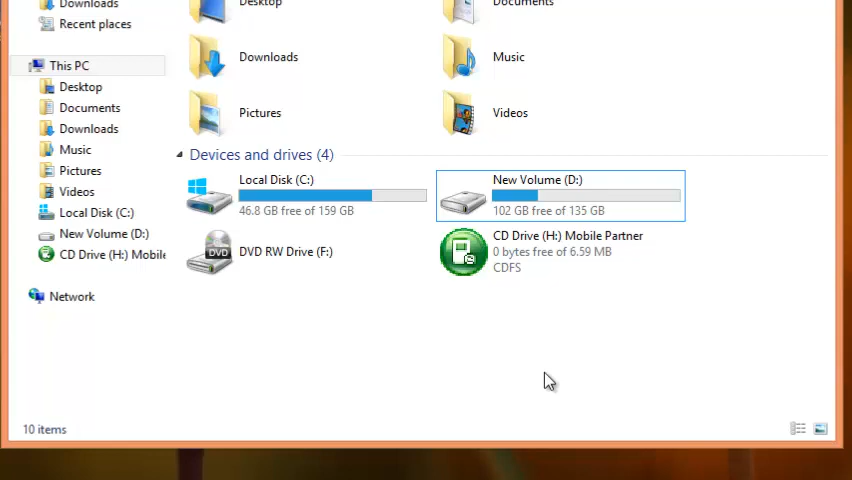 Downloads
Desktop
Documents
Recent places
This PC
Downloads
Music
Desktop
Documents
Pictures
Videos
Downloads
Music
Devices and drives (4)
Pictures
Local Disk (C:)
New Volume (D:)
Videos
46.8 GB free of 159 GB
102 GB free of 135 GB
Local Disk (C:)
New Volume (D:)
DVD
DVD RW Drive (F:)
CD Drive (H:) Mobile Partner
CD Drive (H:) Mobile
0 bytes free of 6.59 MB
CDFS
Network
10 items